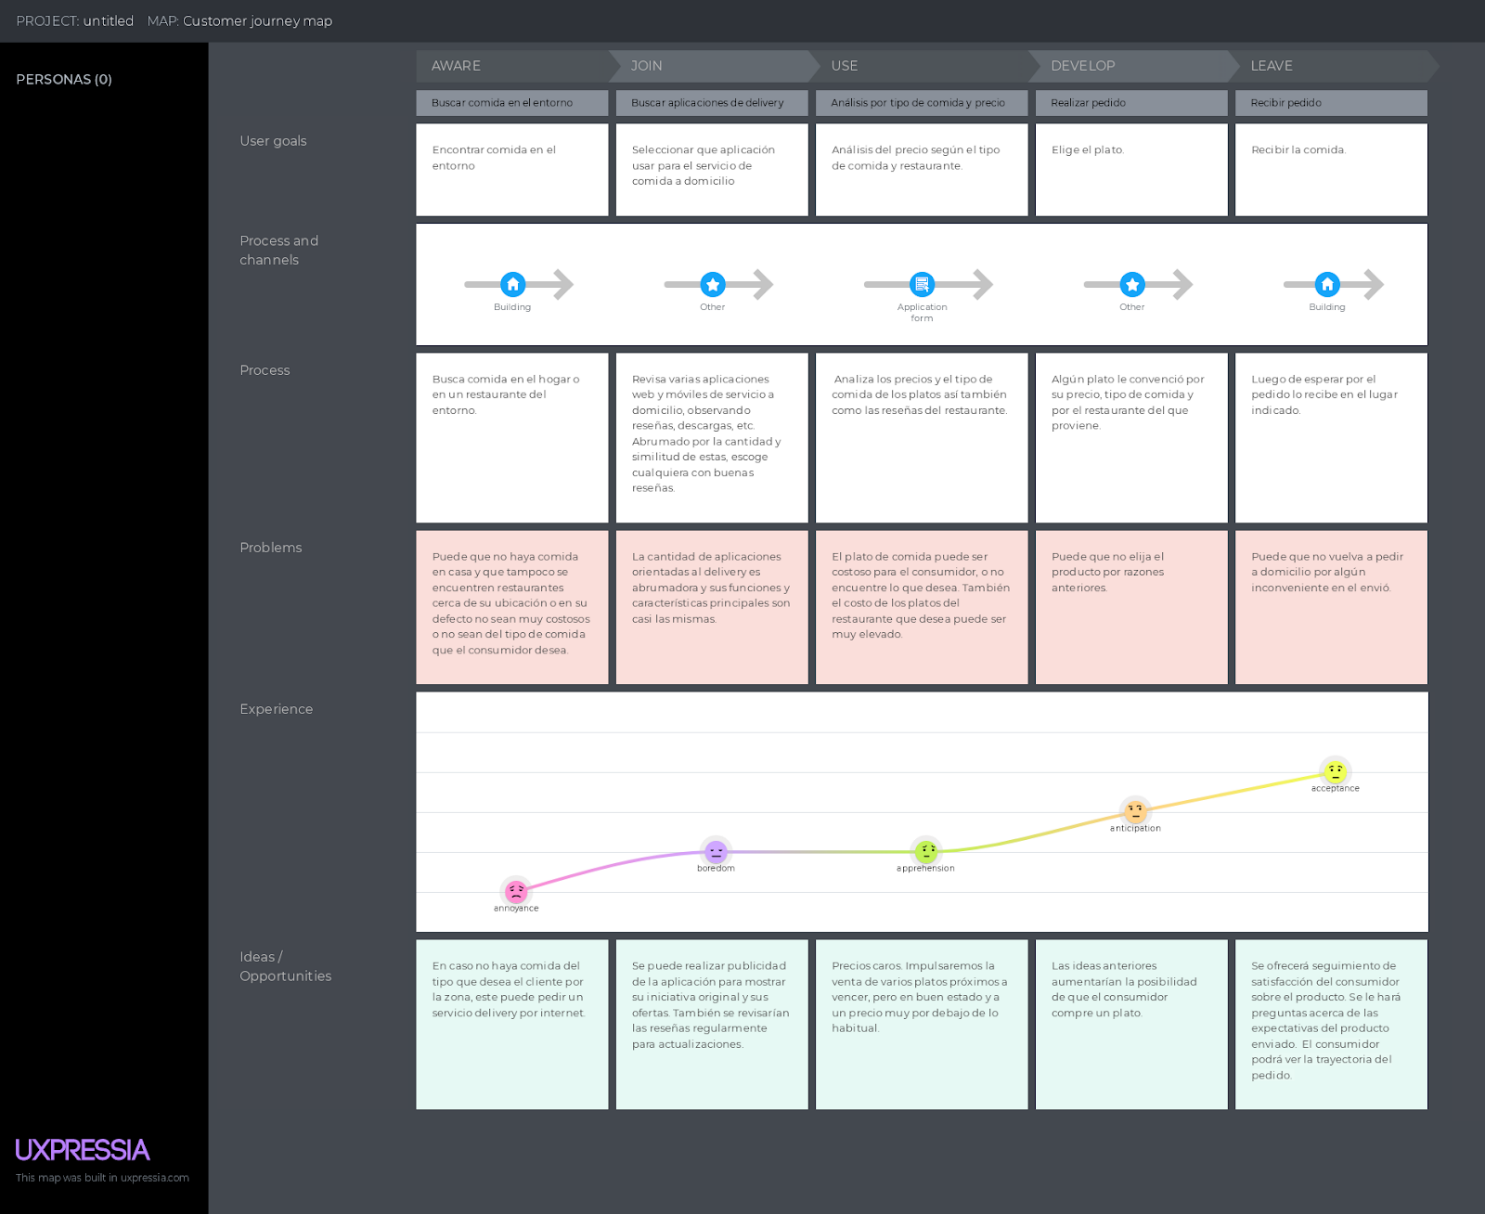 PROJECT: untitled MAP: Customer journey map
PERSONAS (0)
AWARE
JOIN
USE
DEVELOP
LEAVE
Buscar comida en el entorno
Buscar aplicaciones de delivery
Análisis por tipo de comida y precio
Realizar pedido
Recibir pedido
User goals
Encontrar comida en el
entorno
Seleccionar que aplicación
usar para el servicio de
comida a domicilio
Análisis del precio según el tipo
de comida y restaurante.
Elige el plato.
Recibir la comida.
Process and
channels
Building
Other
Application
form
Other
Building
Process
Busca comida en el hogar o
en un restaurante del
entorno.
Revisa varias aplicaciones
web y móviles de servicio a
domicilio, observando
reseñas, descargas, etc.
Abrumado por la cantidad y
similitud de estas, escoge
cualquiera con buenas
reseñas.
Analiza los precios y el tipo de
comida de los platos así también
como las reseñas del restaurante.
Algún plato le convenció por
su precio, tipo de comida y
por el restaurante del que
proviene.
Luego de esperar por el
pedido lo recibe en el lugar
indicado.
Problems
Puede que no haya comida
en casa y que tampoco se
encuentren restaurantes
cerca de su ubicación o en su
defecto no sean muy costosos
o no sean del tipo de comida
que el consumidor desea.
La cantidad de aplicaciones
orientadas al delivery es
abrumadora y sus funciones y
características principales son
casi las mismas.
El plato de comida puede ser
costoso para el consumidor, o no
encuentre lo que desea. También
el costo de los platos del
restaurante que desea puede ser
muy elevado.
Puede que no elija el
producto por razones
anteriores.
Puede que no vuelva a pedir
a domicilio por algún
inconveniente en el envió.
Experience
annoyance
boredom
apprehension
anticipation
acceptance
Ideas /
Opportunities
En caso no haya comida del
tipo que desea el cliente por
la zona, este puede pedir un
servicio delivery por internet.
Se puede realizar publicidad
de la aplicación para mostrar
su iniciativa original y sus
ofertas. También se revisarían
las reseñas regularmente
para actualizaciones.
Precios caros. Impulsaremos la
venta de varios platos próximos a
vencer, pero en buen estado y a
un precio muy por debajo de lo
habitual.
Las ideas anteriores
aumentarían la posibilidad
de que el consumidor
compre un plato.
Se ofrecerá seguimiento de
satisfacción del consumidor
sobre el producto. Se le hará
preguntas acerca de las
expectativas del producto
enviado.  El consumidor
podrá ver la trayectoria del
pedido.
UXPRESSIA
This map was built in uxpressia.com